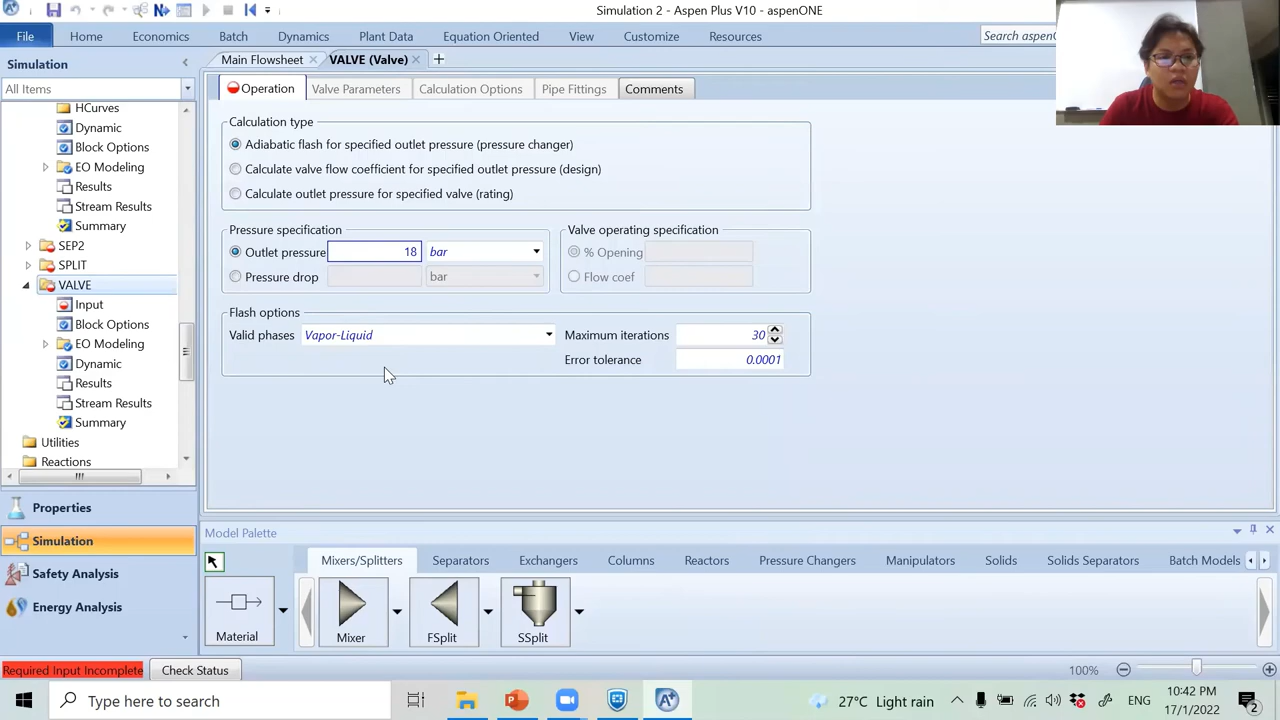 Simulation 2 - Aspen Plus V10 - aspenONE
File Home Economics Batch Dynamics Plant Data Equation Oriented View Customize Resources Search aspen
Simulation
All Items
HCurves
Dynamic
Block Options
EO Modeling
Results
Stream Results
Summary
SEP2
SPLIT
VALVE
Input
Block Options
EO Modeling
Dynamic
Results
Stream Results
Summary
Utilities
Reactions
Properties
Simulation
Safety Analysis
Energy Analysis
Main Flowsheet VALVE (Valve)
Operation Valve Parameters Calculation Options Pipe Fittings Comments
Calculation type
Adiabatic flash for specified outlet pressure (pressure changer)
Calculate valve flow coefficient for specified outlet pressure (design)
Calculate outlet pressure for specified valve (rating)
Pressure specification
Outlet pressure 18 bar
Pressure drop bar
Valve operating specification
% Opening
Flow coef
Flash options
Valid phases Vapor-Liquid
Maximum iterations 30
Error tolerance 0.0001
Model Palette
Mixers/Splitters Separators Exchangers Columns Reactors Pressure Changers Manipulators Solids Solids Separators Batch Models
Material
Mixer
FSplit
SSplit
Required Input Incomplete Check Status 100%
Type here to search
27°C Light rain
ENG
10:42 PM
17/1/2022
2